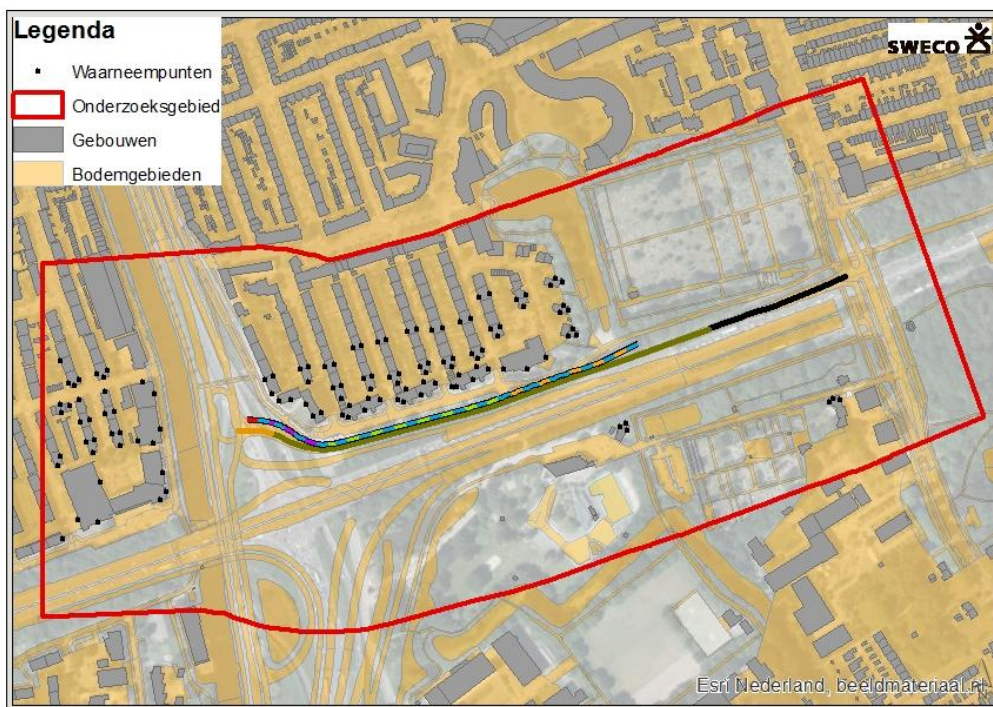 Legenda
Waarneempunten
Onderzoeksgebied
Gebouwen
Bodemgebieden
SWECO
Esri Nederland, beeldmateriaal.nl